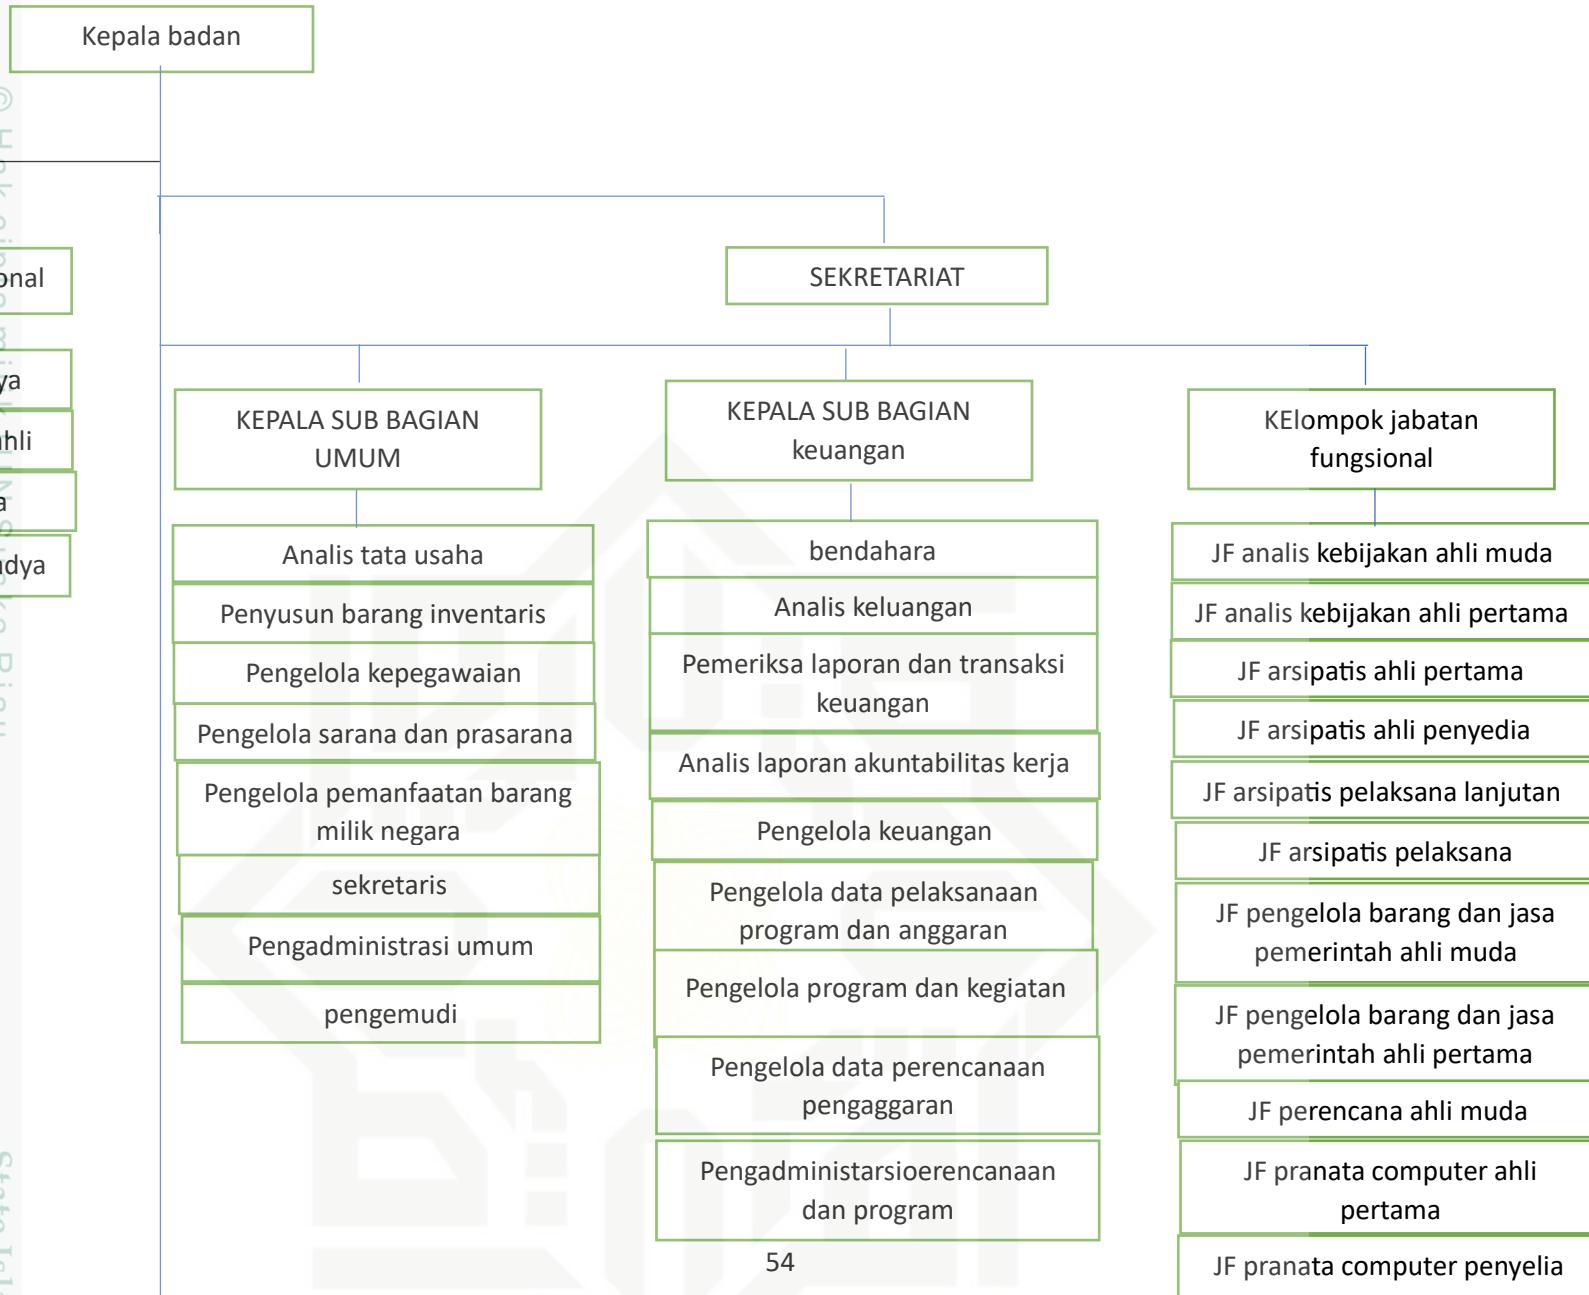 Kepala badan
SEKRETARIAT
onal
ya
hli
a
dya
KEPALA SUB BAGIAN
UMUM
Analis tata usaha
Penyusun barang inventaris
Pengelola kepegawaian
Pengelola sarana dan prasarana
Pengelola pemanfaatan barang
milik negara
sekretaris
Pengadministrasi umum
pengemudi
KEPALA SUB BAGIAN
keuangan
bendahara
Analis keluangan
Pemeriksa laporan dan transaksi
keuangan
Analis laporan akuntabilitas kerja
Pengelola keuangan
Pengelola data pelaksanaan
program dan anggaran
Pengelola program dan kegiatan
Pengelola data perencanaan
pengaggaran
Pengadministarsioerencanaan
dan program
KElompok jabatan
fungsional
JF analis kebijakan ahli muda
JF analis kebijakan ahli pertama
JF arsipatis ahli pertama
JF arsipatis ahli penyedia
JF arsipatis pelaksana lanjutan
JF arsipatis pelaksana
JF pengelola barang dan jasa
pemerintah ahli muda
JF pengelola barang dan jasa
pemerintah ahli pertama
JF perencana ahli muda
JF pranata computer ahli
pertama
JF pranata computer penyelia
54